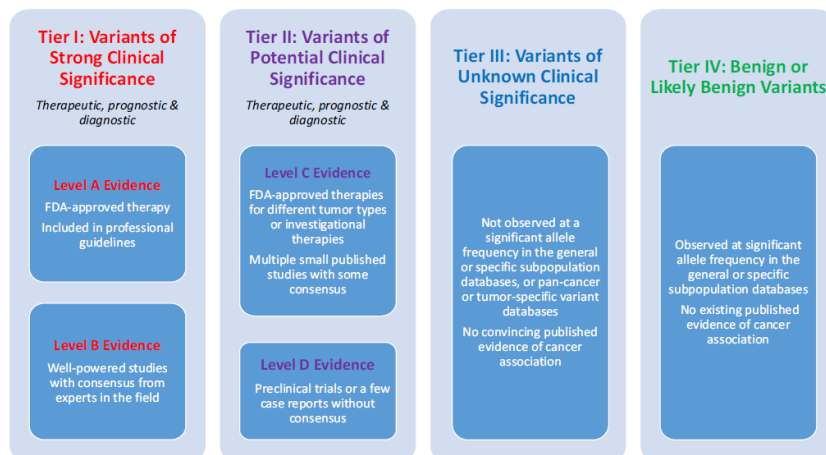 Tier I: Variants of
Strong Clinical
Significance
Therapeutic, prognostic &
diagnostic
Level A Evidence
FDA-approved therapy
Included in professional
guidelines
Level B Evidence
Well-powered studies
with consensus from
experts in the field
Tier II: Variants of
Potential Clinical
Significance
Therapeutic, prognostic &
diagnostic
Level C Evidence
FDA-approved therapies
for different tumor types
or investigational
therapies
Multiple small published
studies with some
consensus
Level D Evidence
Preclinical trials or a few
case reports without
consensus
Tier III: Variants of
Unknown Clinical
Significance
Not observed at a
significant allele
frequency in the general
or specific subpopulation
databases, or pan-cancer
or tumor-specific variant
databases
No convincing published
evidence of cancer
association
Tier IV: Benign or
Likely Benign Variants
Observed at significant
allele frequency in the
general or specific
subpopulation databases
No existing published
evidence of cancer
association